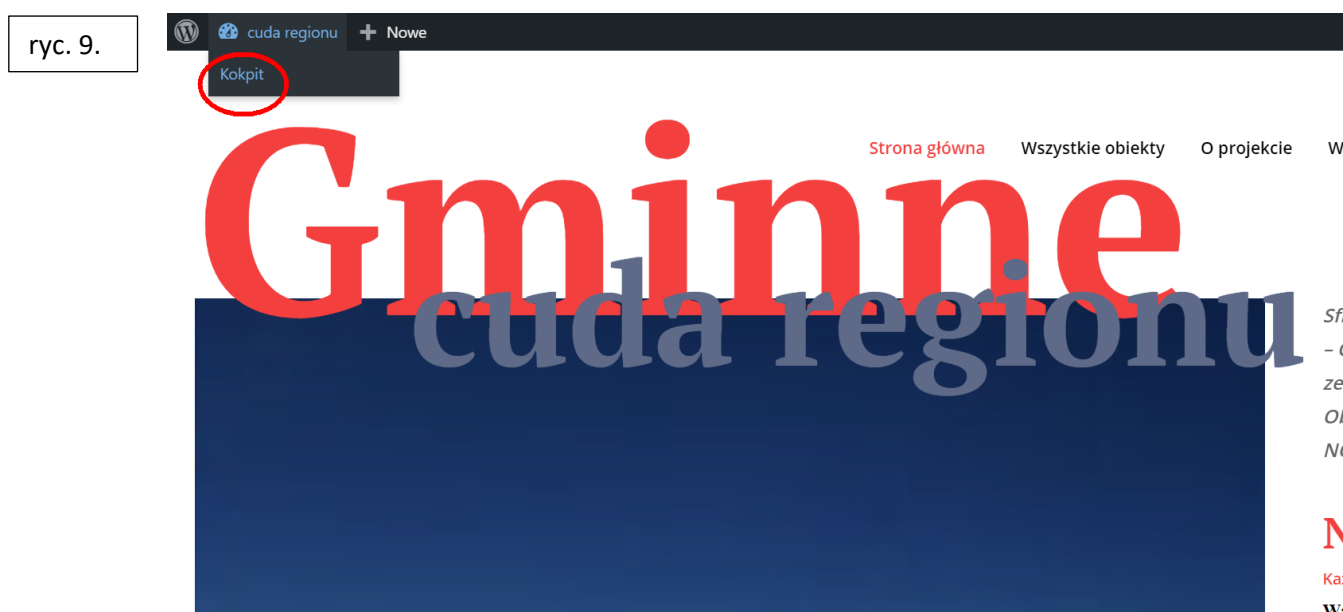 ryc. 9.
cuda regionu Nowe
Kokpit
Strona główna Wszystkie obiekty O projekcie
Gminne
cuda regionu